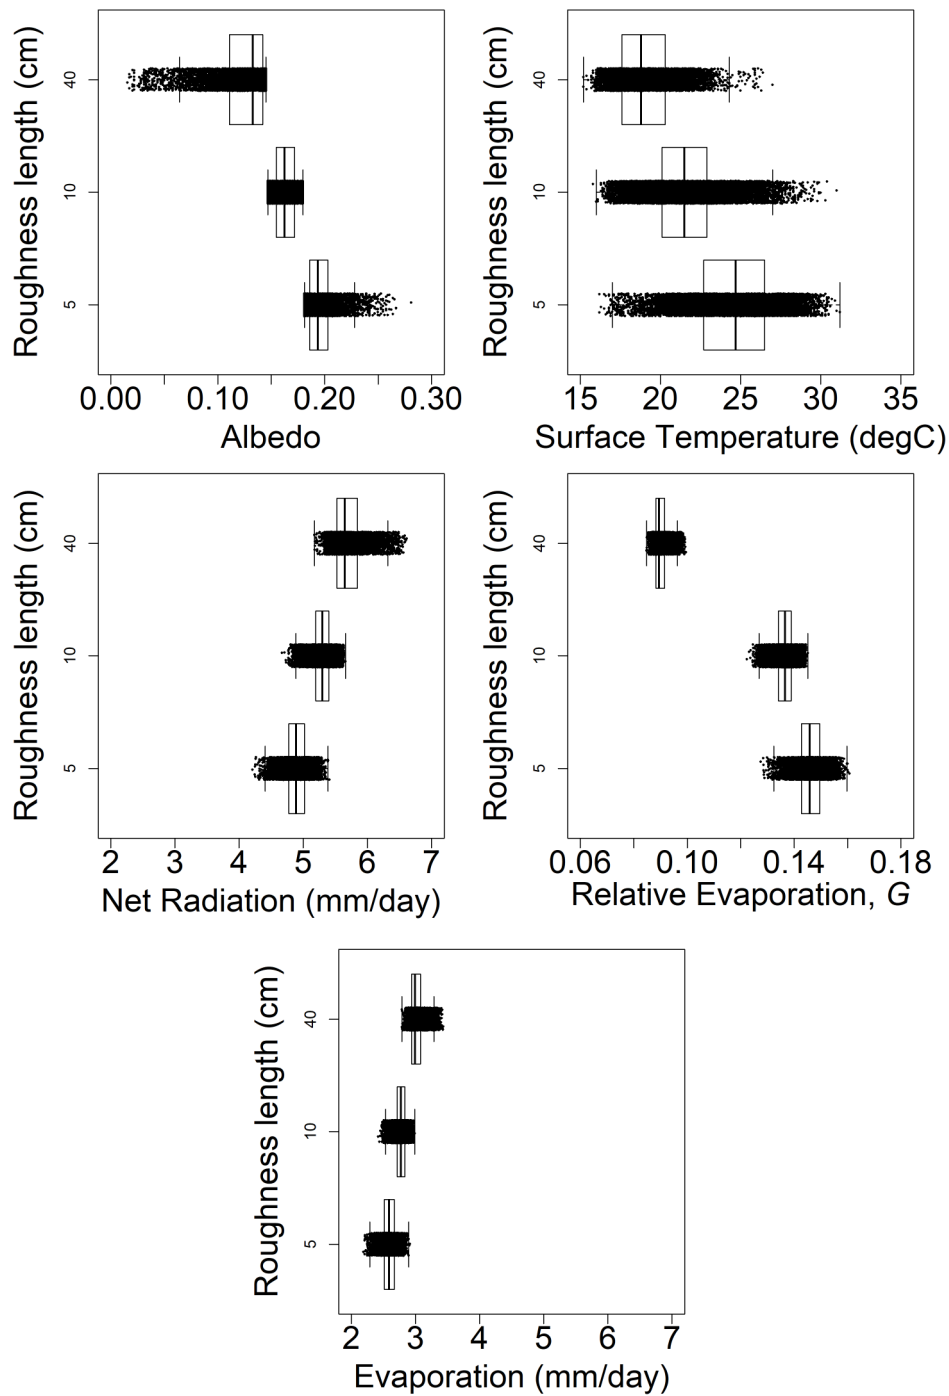 Roughness length (cm)
40
10
5
0.00 0.10 0.20 0.30
Albedo
Roughness length (cm)
40
10
5
15 20 25 30 35
Surface Temperature (degC)
Roughness length (cm)
40
10
5
2 3 4 5 6 7
Net Radiation (mm/day)
Roughness length (cm)
40
10
5
0.06 0.10 0.14 0.18
Relative Evaporation, G
Roughness length (cm)
40
10
5
2 3 4 5 6 7
Evaporation (mm/day)